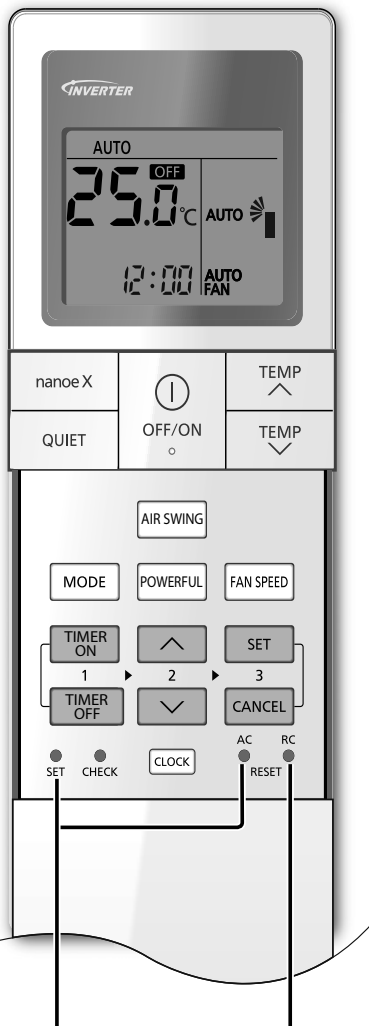 INVERTER
AUTO
OFF
25.0°C AUTO
12:00 AUTO FAN
nanoe X
OFF/ON
TEMP
QUIET
TEMP
AIR SWING
MODE POWERFUL FAN SPEED
TIMER ON
SET
1 2 3
TIMER OFF
CANCEL
AC RC
SET CHECK CLOCK RESET